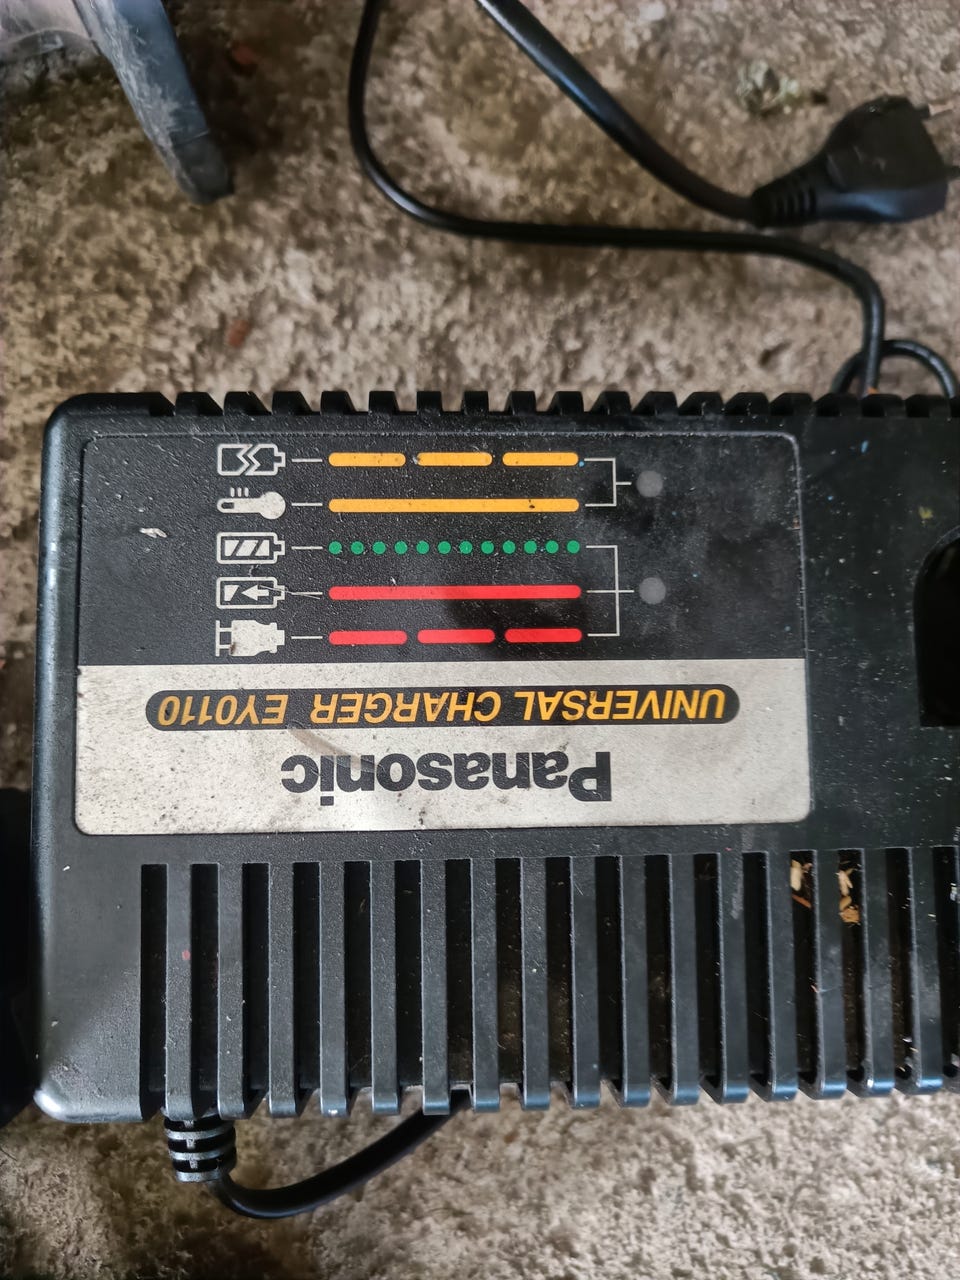 Panasonic
UNIVERSAL CHARGER EY0110